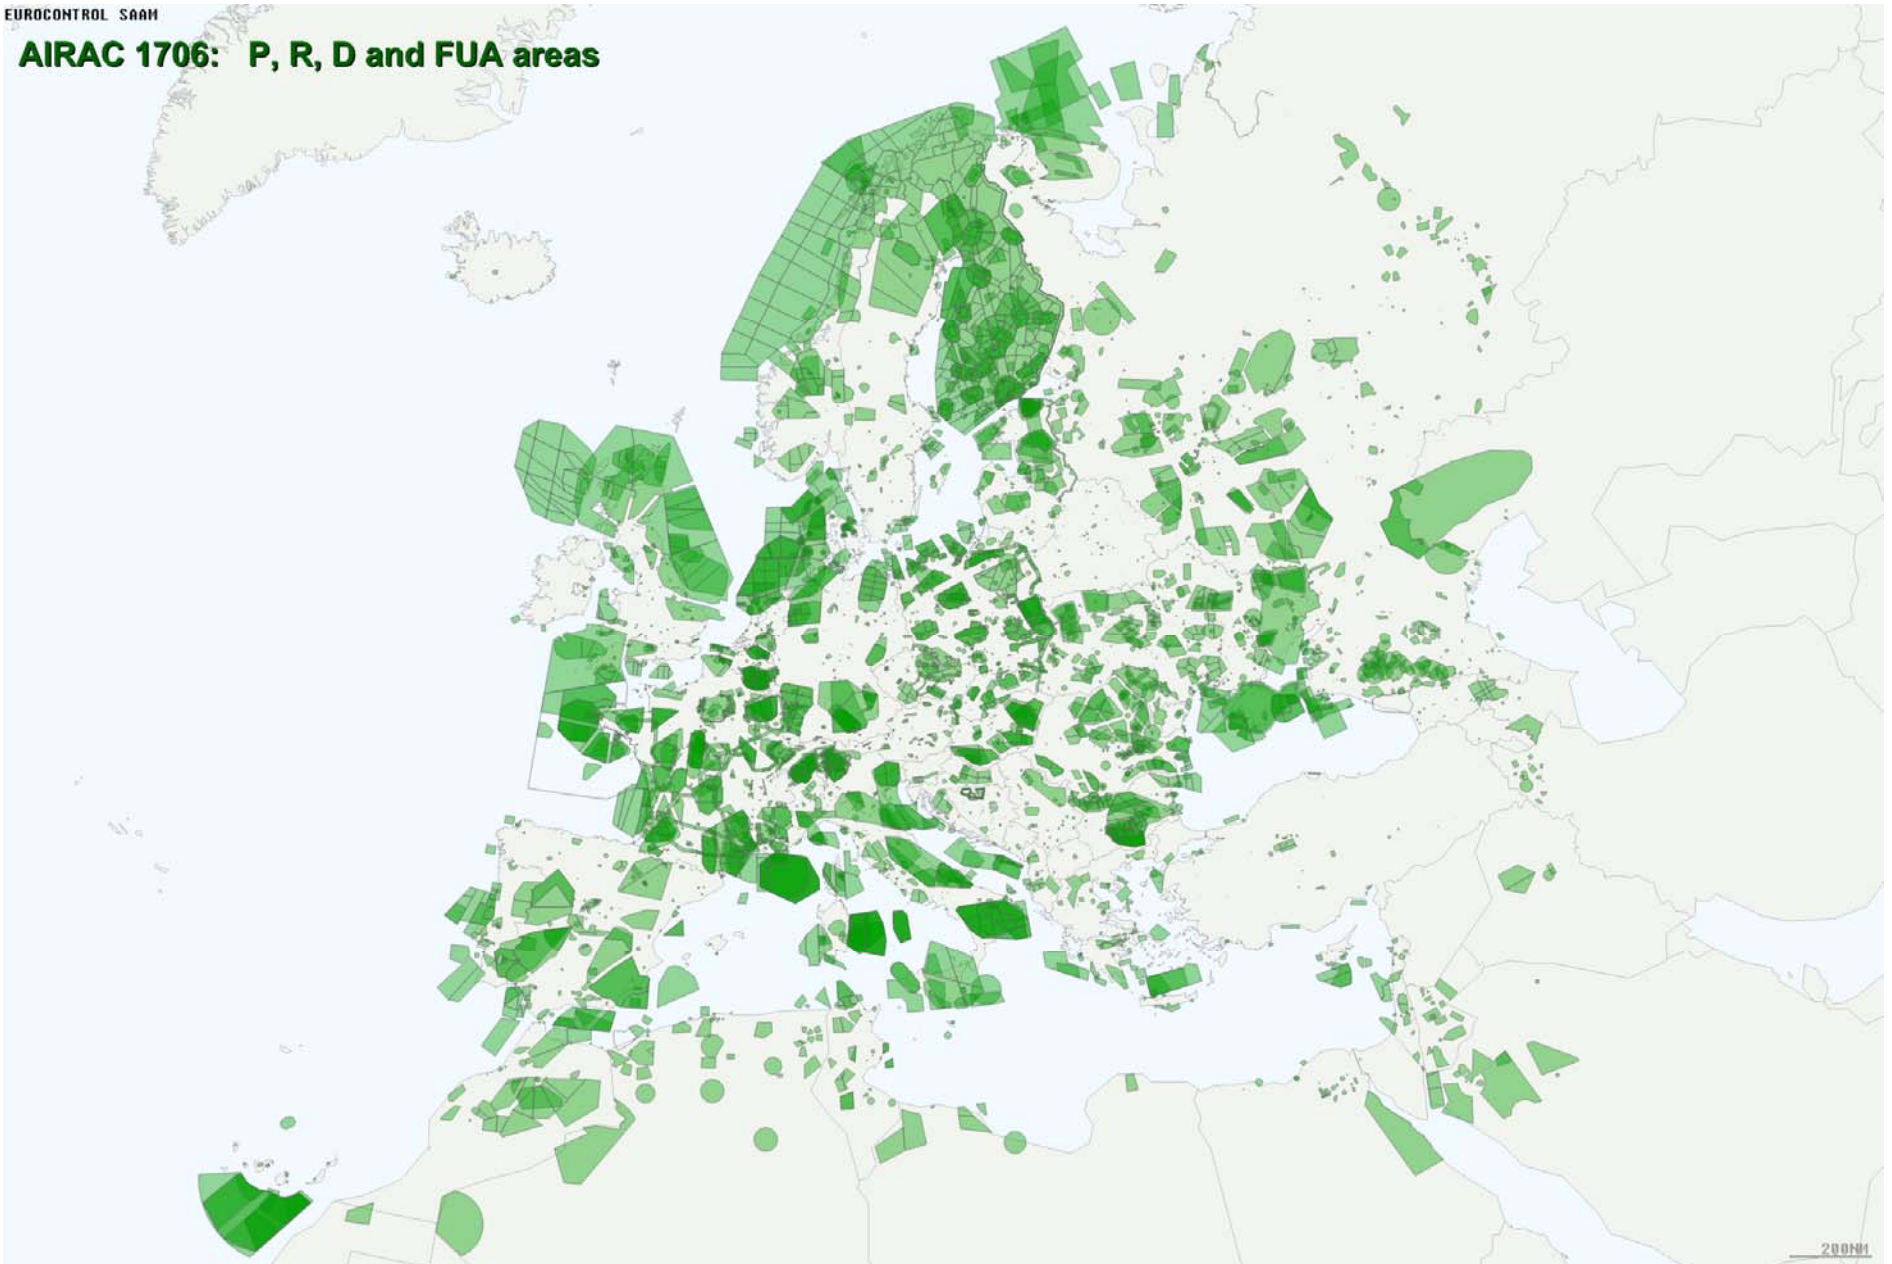 EUROCONTROL SAAM
AIRAC 1706: P, R, D and FUA areas
200NM